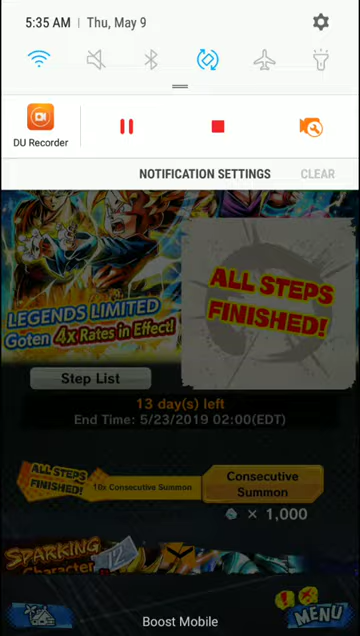 5:35 AM | Thu, May 9
DU Recorder
NOTIFICATION SETTINGS
CLEAR
ALL STEPS
FINISHED!
LEGENDS LIMITED
Goten 4x Rates in Effect!
Step List
13 day(s) left
End Time: 5/23/2019 02:00(EDT)
ALL STEPS
FINISHED!
10x Consecutive Summon
Consecutive
Summon
× 1,000
SPARKING
Character
12
MENU
Boost Mobile